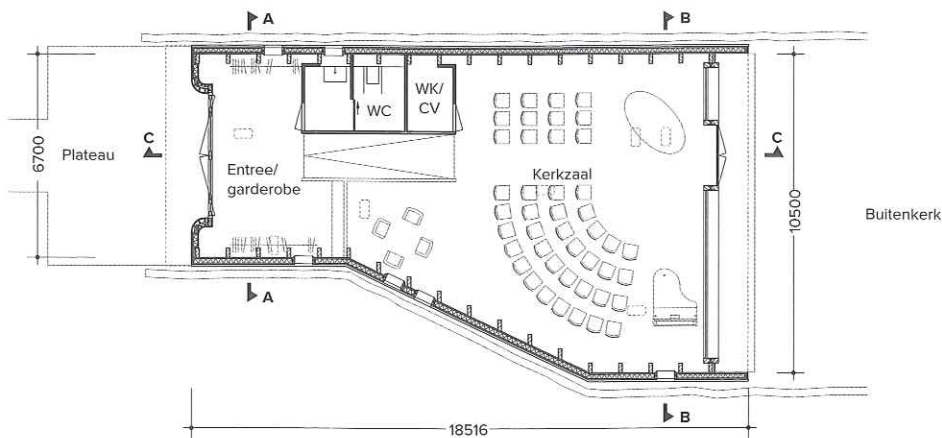 A
B
WC
WK/
CV
C
C
6700
Plateau
Entree/
garderobe
Kerkzaal
10500
Buitenkerk
A
B
18516